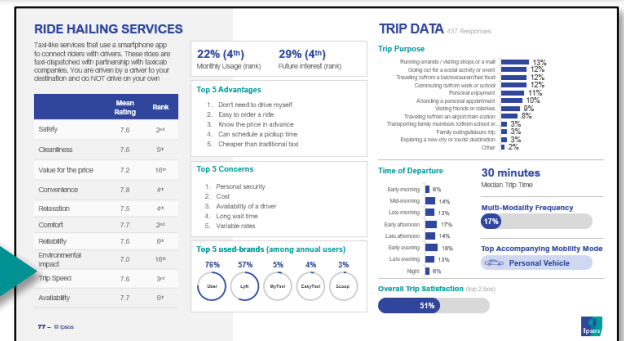 RIDE HAILING SERVICES
Taxi-like services that use a smartphone app
to connect riders with drivers. These rides are
taxi-dispatched with partnership with taxicab
companies. You are driven by a driver to your
destination and do NOT drive on your own
Mean Rating Rank
Safety 7.6 2nd
Cleanliness 7.6
Value for the price 7.2 16th
Convenience 7.8
Relaxation 7.5
Comfort 7.7 2nd
Reliability 7.6
Environmental Impact 7.0 16th
Trip Speed 7.6 3rd
Availability 7.7
77 – © Ipsos
22% (4th)
Monthly Usage (rank)
29% (4th)
Future Interest (rank)
Top 5 Advantages
1. Don't need to drive myself
2. Easy to order a ride
3. Know the price in advance
4. Can schedule a pickup time
5. Cheaper than traditional taxi
Top 5 Concerns
1. Personal security
2. Cost
3. Availability of a driver
4. Long wait time
5. Variable rates
Top 5 used-brands (among annual users)
76% 57% 5% 4% 3%
Uber Lyft MyTaxi EasyTaxi Scoop
TRIP DATA 437 Responses
Trip Purpose
Running errands / visiting shops or a mall 13%
Going out for a social activity or event 12%
Traveling to/from a bar/restaurant/fast food 12%
Commuting to/from work or school 12%
Personal enjoyment 11%
Attending a personal appointment 10%
Visiting friends or relatives 9%
Traveling to/from an airport/train station 8%
Transporting family members to/from school or... 3%
Family outings/leisure trip 3%
Exploring a new city or tourist destination 3%
Other 2%
Time of Departure
Early morning 6%
Mid-morning 14%
Late morning 13%
Early afternoon 17%
Late afternoon 14%
Early evening 18%
Late evening 13%
Night 6%
30 minutes
Median Trip Time
Multi-Modality Frequency
17%
Top Accompanying Mobility Mode
Personal Vehicle
Overall Trip Satisfaction (top 2 box)
51%
Ipsos